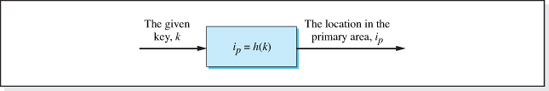 The given
key, k
i_p = h(k)
The location in the
primary area, i_p